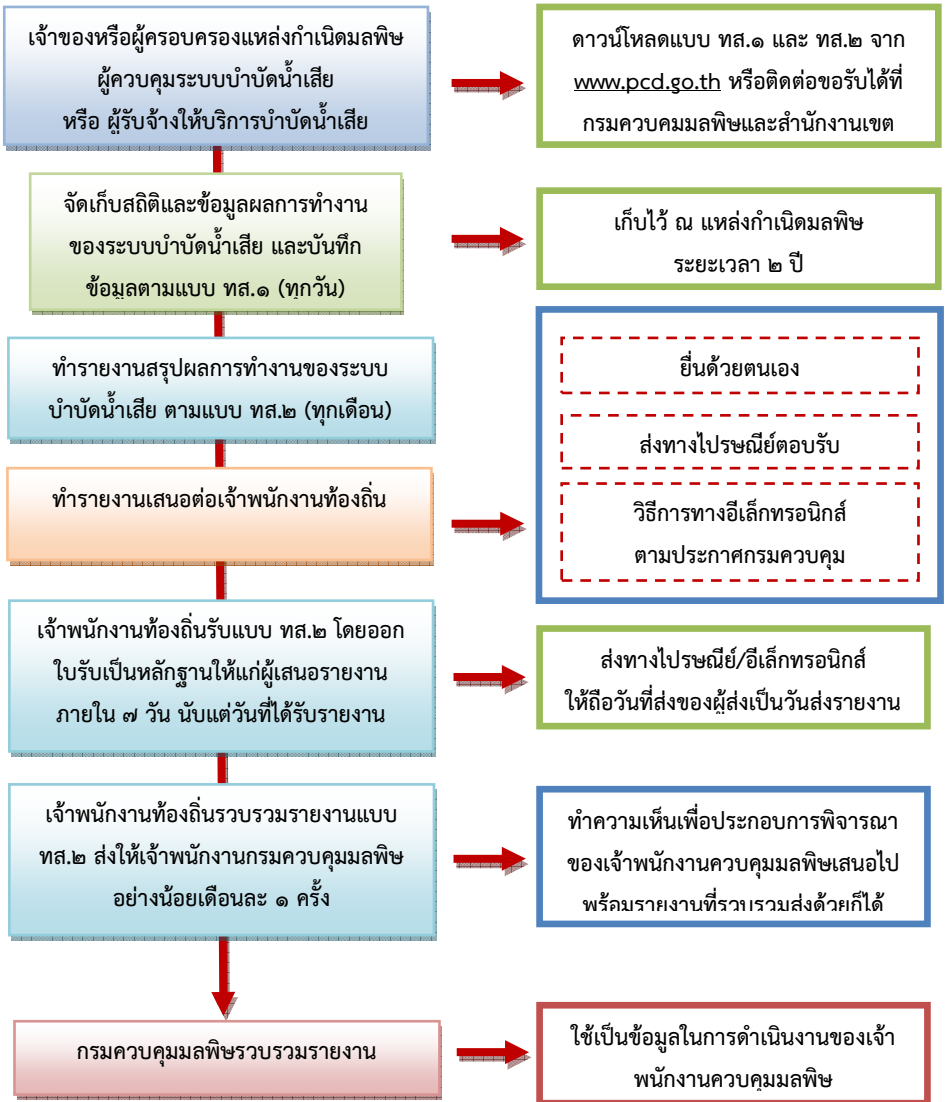 เจ้าของหรือผู้ครอบครองแหล่งกำเนิดมลพิษ
ผู้ควบคุมระบบบำบัดน้ำเสีย
หรือ ผู้รับจ้างให้บริการบำบัดน้ำเสีย
ดาวน์โหลดแบบ ทส.๑ และ ทส.๒ จาก
www.pcd.go.th หรือติดต่อขอรับได้ที่
กรมควบคมมลพิษและสำนักงานเขต
จัดเก็บสถิติและข้อมูลผลการทำงาน
ของระบบบำบัดน้ำเสีย และบันทึก
ข้อมูลตามแบบ ทส.๑ (ทุกวัน)
เก็บไว้ ณ แหล่งกำเนิดมลพิษ
ระยะเวลา ๒ ปี
ทำรายงานสรุปผลการทำงานของระบบ
บำบัดน้ำเสีย ตามแบบ ทส.๒ (ทุกเดือน)
ทำรายงานเสนอต่อเจ้าพนักงานท้องถิ่น
ยื่นด้วยตนเอง
ส่งทางไปรษณีย์ตอบรับ
วิธีการทางอีเล็กทรอนิกส์
ตามประกาศกรมควบคุม
เจ้าพนักงานท้องถิ่นรับแบบ ทส.๒ โดยออก
ใบรับเป็นหลักฐานให้แก่ผู้เสนอรายงาน
ภายใน ๗ วัน นับแต่วันที่ได้รับรายงาน
ส่งทางไปรษณีย์/อีเล็กทรอนิกส์
ให้ถือวันที่ส่งของผู้ส่งเป็นวันส่งรายงาน
เจ้าพนักงานท้องถิ่นรวบรวมรายงานแบบ
ทส.๒ ส่งให้เจ้าพนักงานกรมควบคุมมลพิษ
อย่างน้อยเดือนละ ๑ ครั้ง
ทำความเห็นเพื่อประกอบการพิจารณา
ของเจ้าพนักงานควบคุมมลพิษเสนอไป
พร้อมรายงานที่รวบรวมส่งด้วยก็ได้
กรมควบคุมมลพิษรวบรวมรายงาน
ใช้เป็นข้อมูลในการดำเนินงานของเจ้า
พนักงานควบคุมมลพิษ